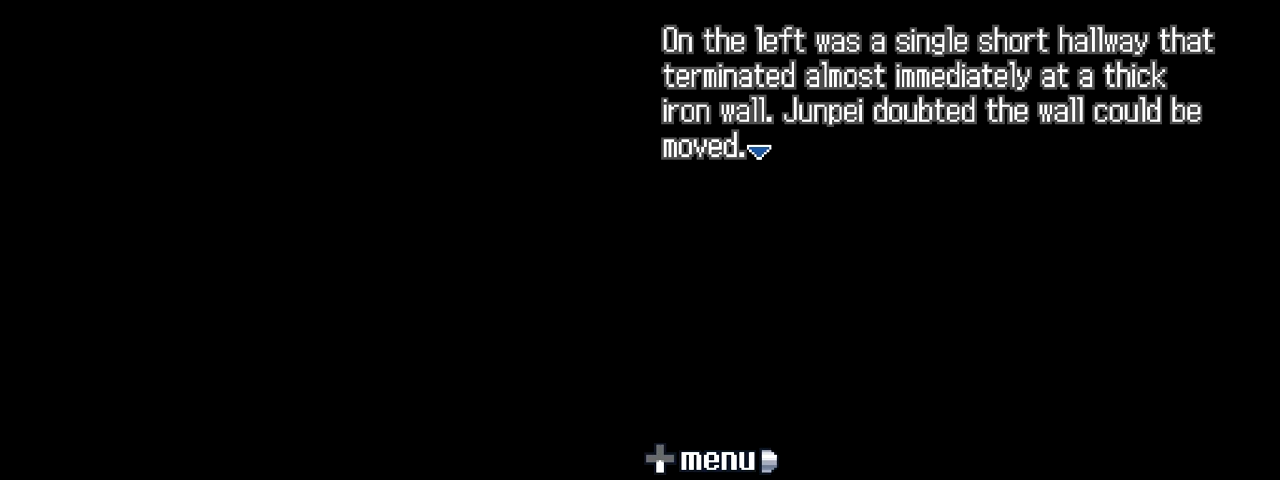 On the left was a single short hallway that
terminated almost immediately at a thick
iron wall. Junpei doubted the wall could be
moved.
menu